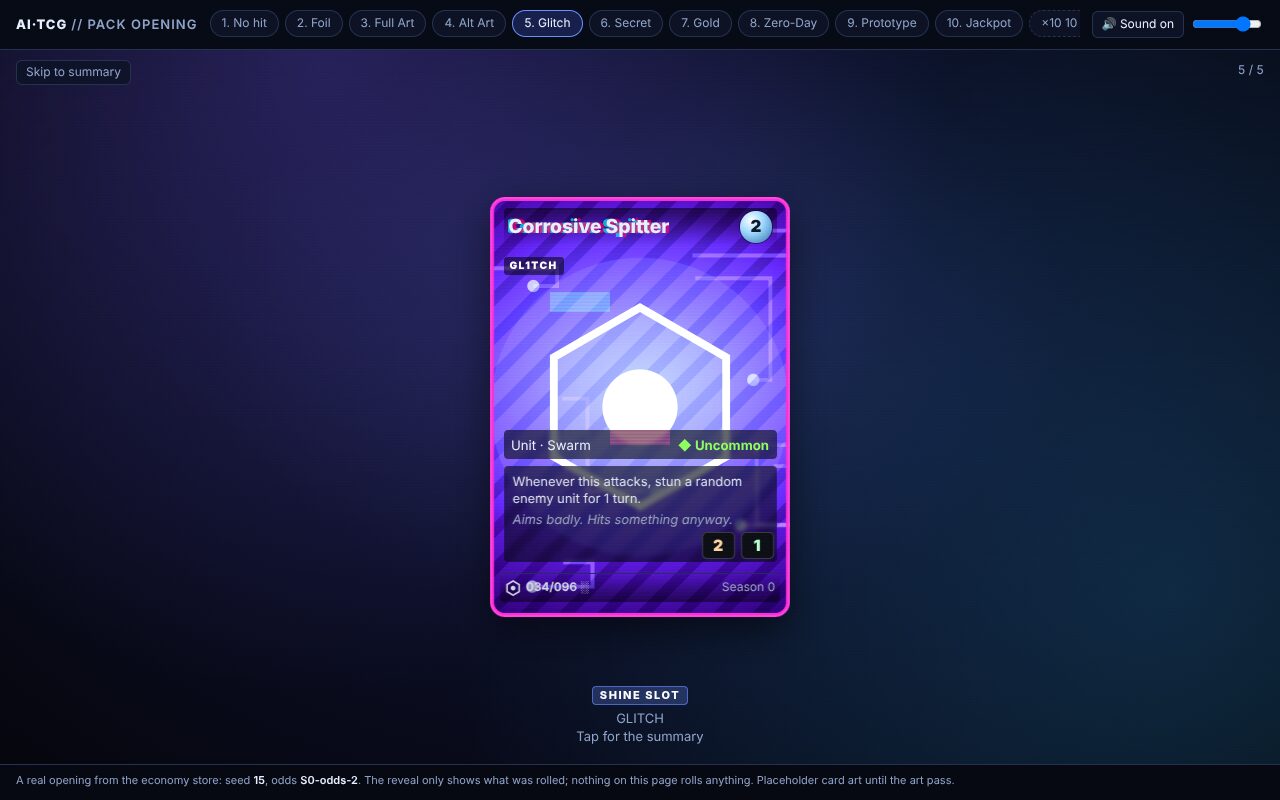 AI·TCG // PACK OPENING
1. No hit
2. Foil
3. Full Art
4. Alt Art
5. Glitch
6. Secret
7. Gold
8. Zero-Day
9. Prototype
10. Jackpot
×10 10
🔊 Sound on
Skip to summary
5 / 5
Corrosive Spitter
2
GL1TCH
Unit · Swarm
◆ Uncommon
Whenever this attacks, stun a random
enemy unit for 1 turn.
Aims badly. Hits something anyway.
2 1
034/096 ░
Season 0
SHINE SLOT
GLITCH
Tap for the summary
A real opening from the economy store: seed 15, odds S0-odds-2. The reveal only shows what was rolled; nothing on this page rolls anything. Placeholder card art until the art pass.